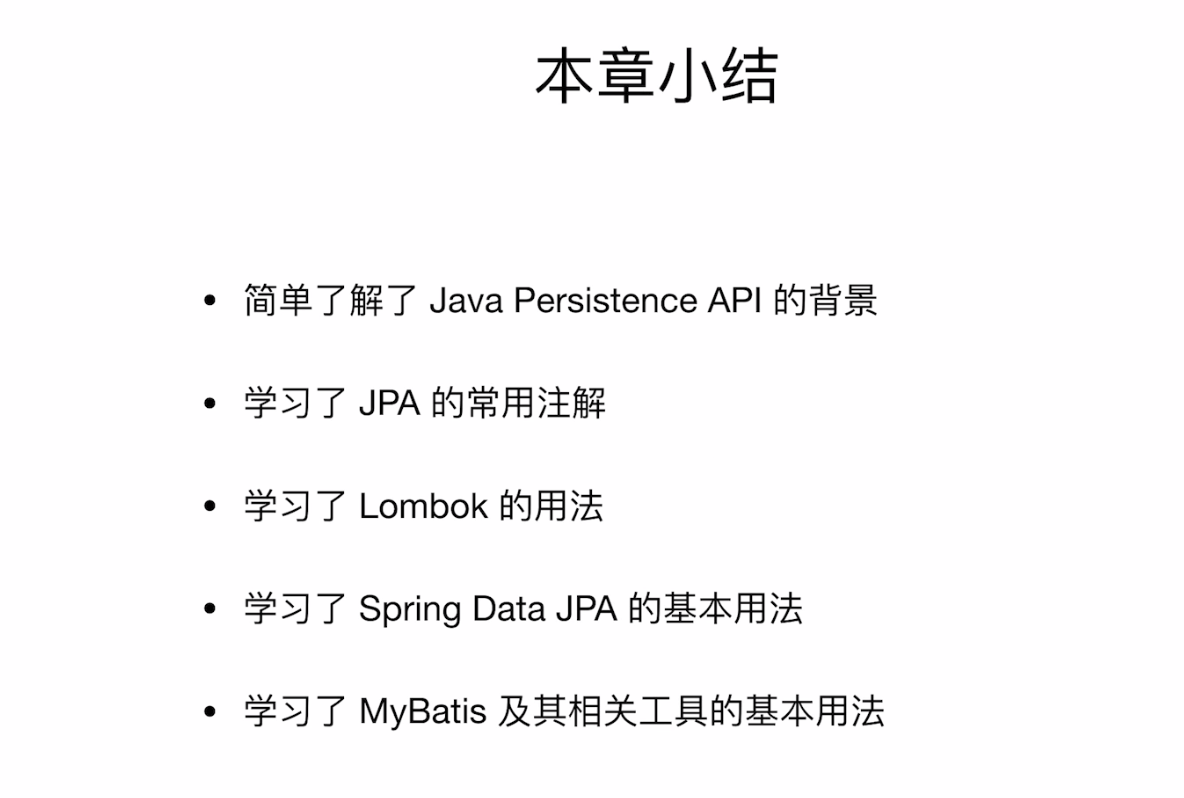 本章小结
• 简单了解了 Java Persistence API 的背景
• 学习了 JPA 的常用注解
• 学习了 Lombok 的用法
• 学习了 Spring Data JPA 的基本用法
• 学习了 MyBatis 及其相关工具的基本用法